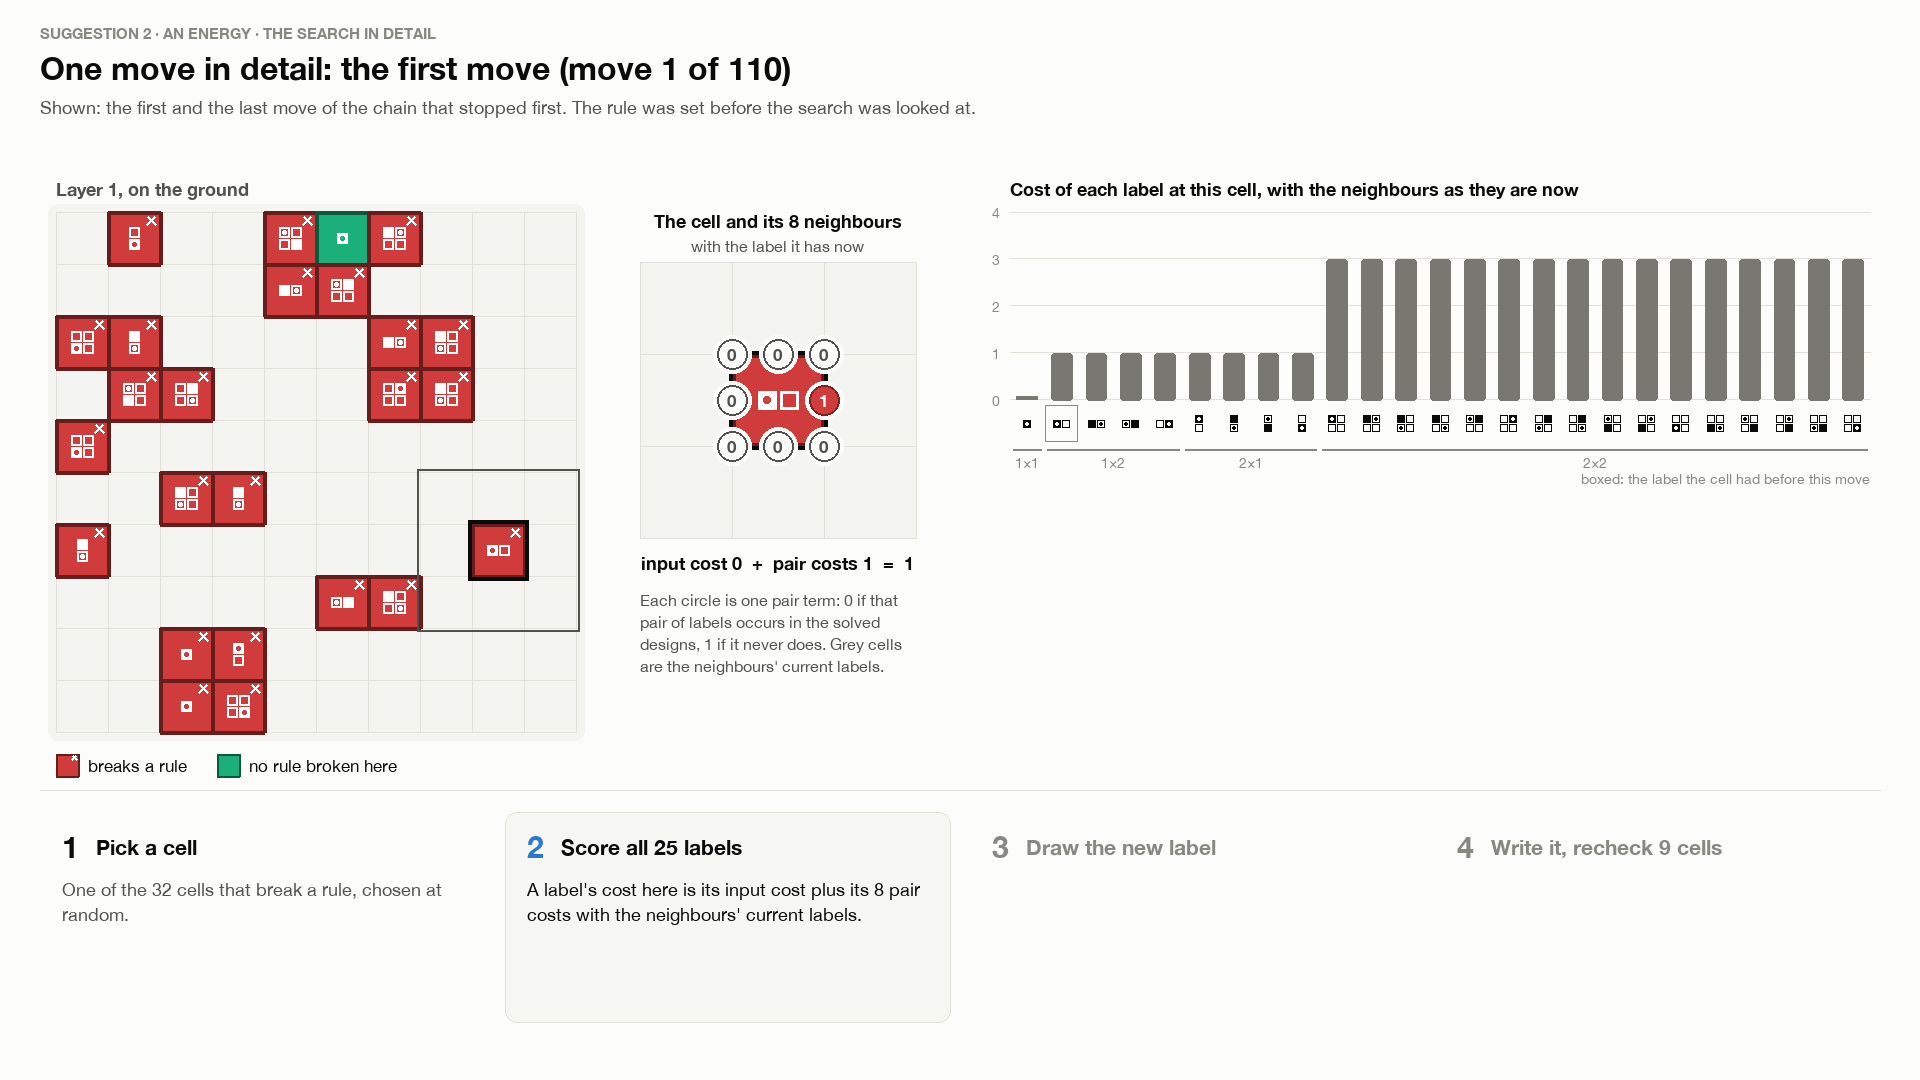 SUGGESTION 2 · AN ENERGY · THE SEARCH IN DETAIL
One move in detail: the first move (move 1 of 110)
Shown: the first and the last move of the chain that stopped first. The rule was set before the search was looked at.
Layer 1, on the ground
The cell and its 8 neighbours
with the label it has now
0 0 0
0 1
0 0 0
input cost 0 + pair costs 1 = 1
Each circle is one pair term: 0 if that
pair of labels occurs in the solved
designs, 1 if it never does. Grey cells
are the neighbours' current labels.
Cost of each label at this cell, with the neighbours as they are now
4
3
2
1
0
1×1 1×2 2×1 2×2
boxed: the label the cell had before this move
breaks a rule no rule broken here
1 Pick a cell
One of the 32 cells that break a rule, chosen at
random.
2 Score all 25 labels
A label's cost here is its input cost plus its 8 pair
costs with the neighbours' current labels.
3 Draw the new label
4 Write it, recheck 9 cells